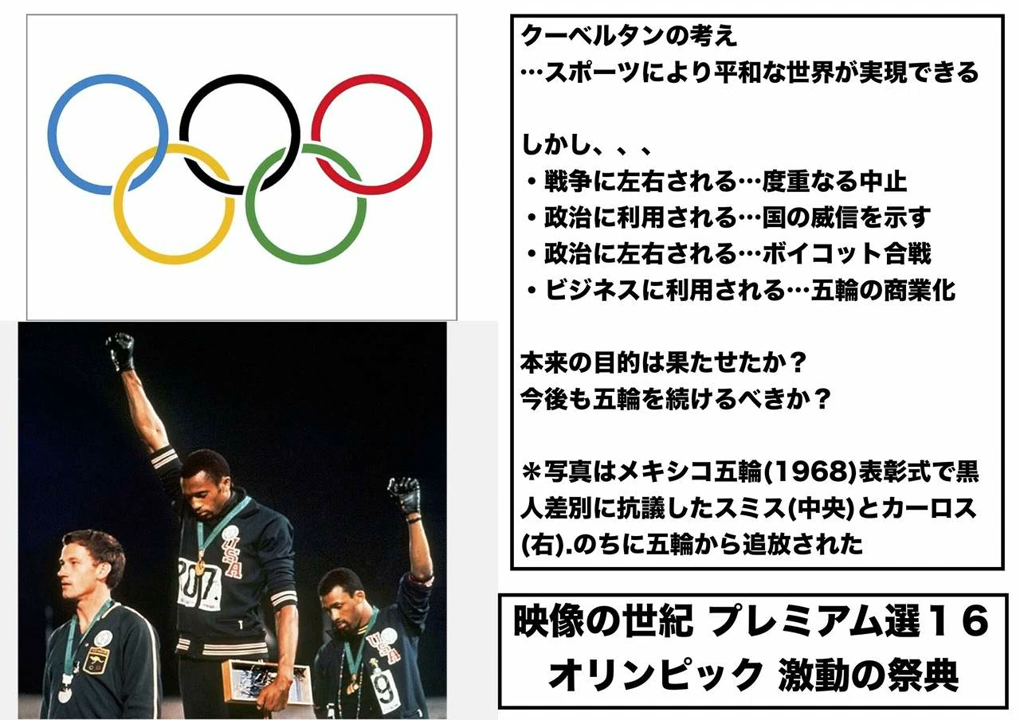 クーベルタンの考え
…スポーツにより平和な世界が実現できる
しかし、、、
・戦争に左右される…度重なる中止
・政治に利用される…国の威信を示す
・政治に左右される…ボイコット合戦
・ビジネスに利用される…五輪の商業化
本来の目的は果たせたか？
今後も五輪を続けるべきか？
＊写真はメキシコ五輪(1968)表彰式で黒
人差別に抗議したスミス(中央)とカーロス
(右).のちに五輪から追放された
映像の世紀 プレミアム選１６
オリンピック 激動の祭典
USA
207
USA
9